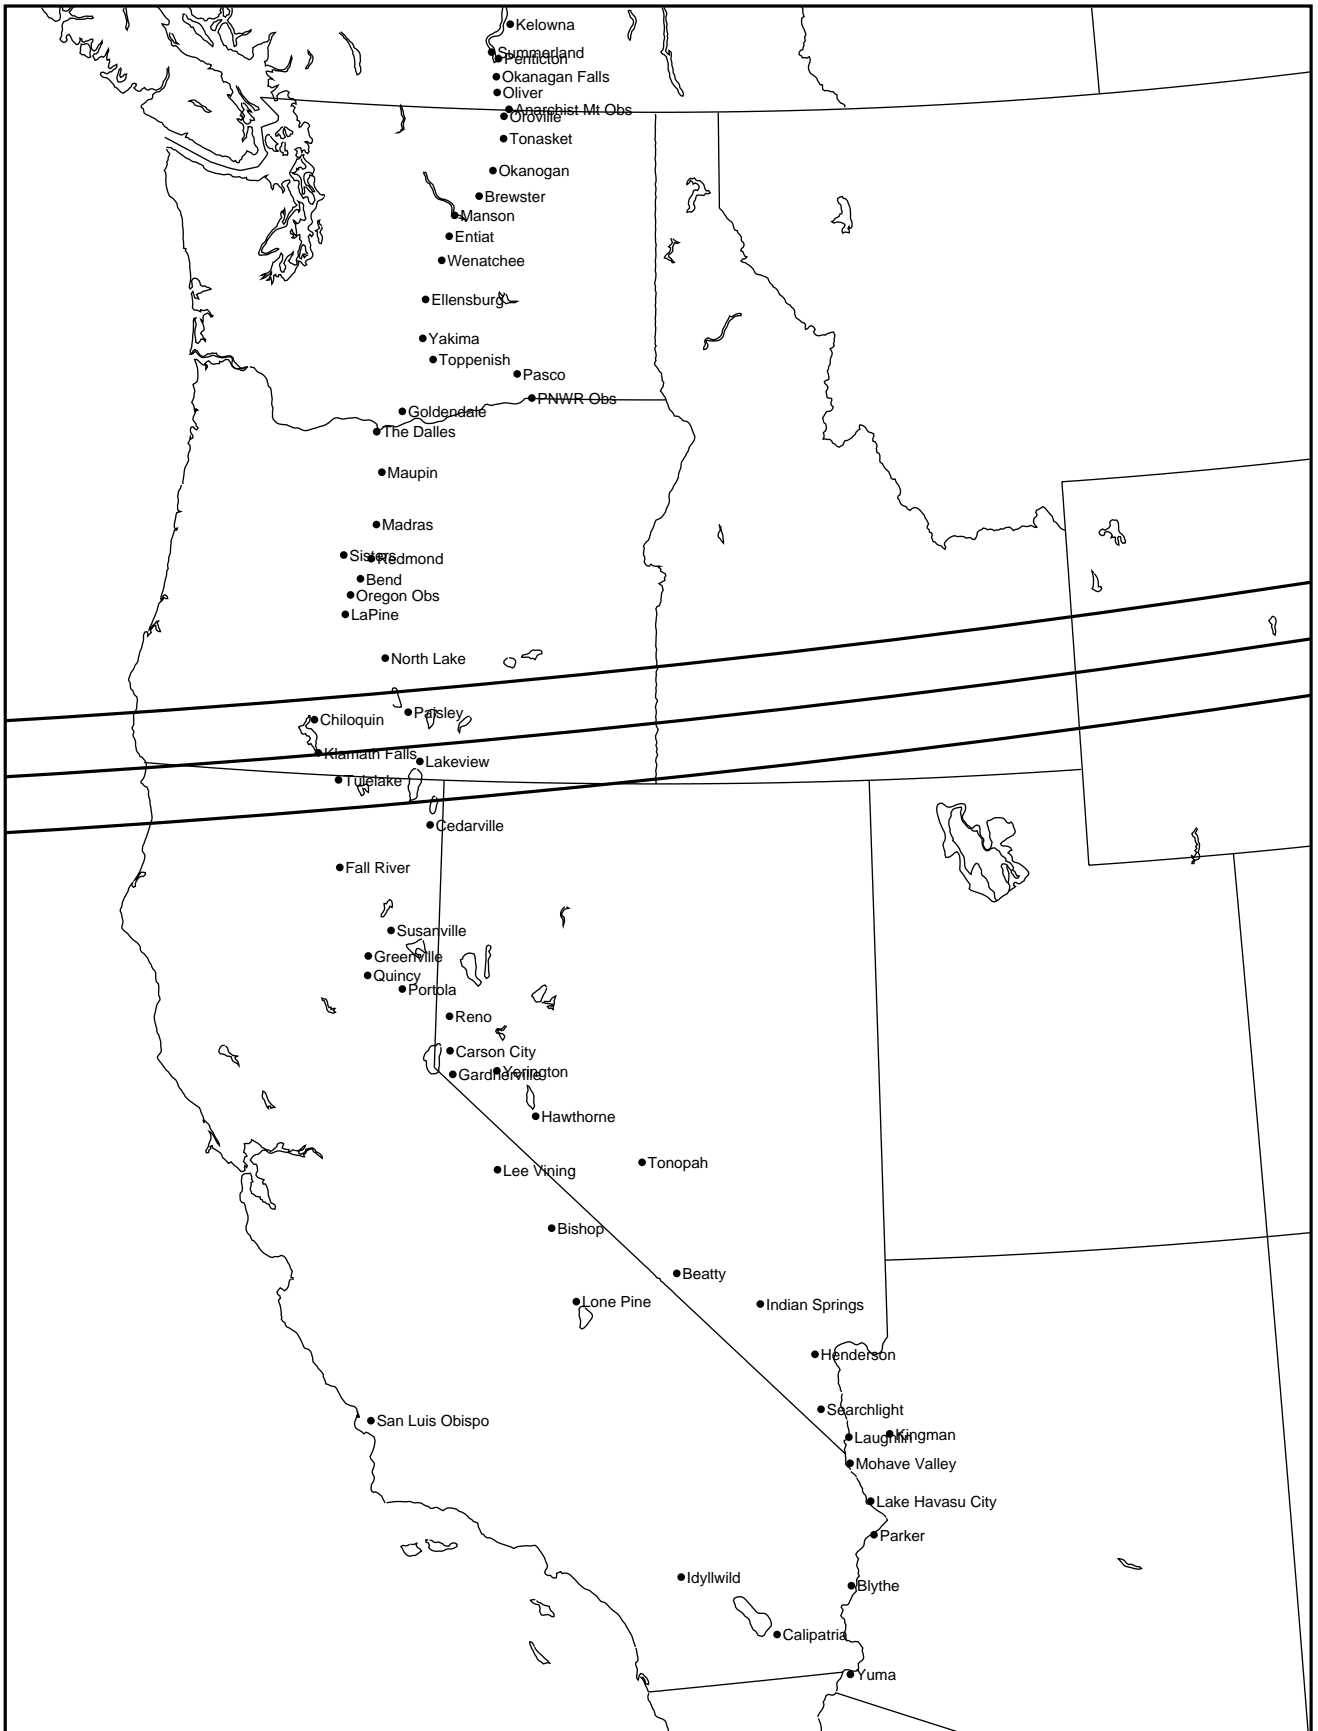 Kelowna
Summerland
Penticton
Okanagan Falls
Oliver
Anarchist Mt Obs
Oroville
Tonasket
Okanogan
Brewster
Manson
Entiat
Wenatchee
Ellensburg
Yakima
Toppenish
Pasco
PNWR Obs
Goldendale
The Dalles
Maupin
Madras
Sisters
Redmond
Bend
Oregon Obs
LaPine
North Lake
Paisley
Chiloquin
Klamath Falls
Lakeview
Tulelake
Cedarville
Fall River
Susanville
Greenville
Quincy
Portola
Reno
Carson City
Yerington
Gardnerville
Hawthorne
Tonopah
Lee Vining
Bishop
Beatty
Lone Pine
Indian Springs
Henderson
Searchlight
San Luis Obispo
Kingman
Laughlin
Mohave Valley
Lake Havasu City
Parker
Idyllwild
Blythe
Calipatria
Yuma